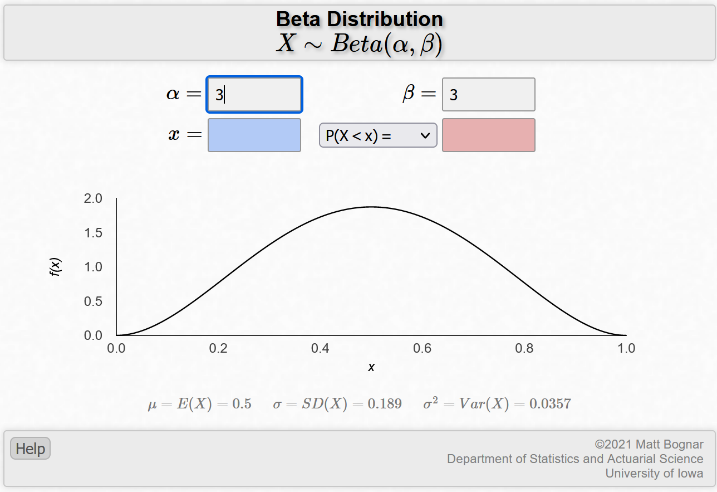 Beta Distribution
X ∼ Beta(α, β)
α = 3 β = 3
x = P(X < x) =
2.0
1.5
1.0
0.5
0.0
f(x)
0.0 0.2 0.4 0.6 0.8 1.0
x
μ = E(X) = 0.5 σ = SD(X) = 0.189 σ² = Var(X) = 0.0357
Help
©2021 Matt Bognar
Department of Statistics and Actuarial Science
University of Iowa